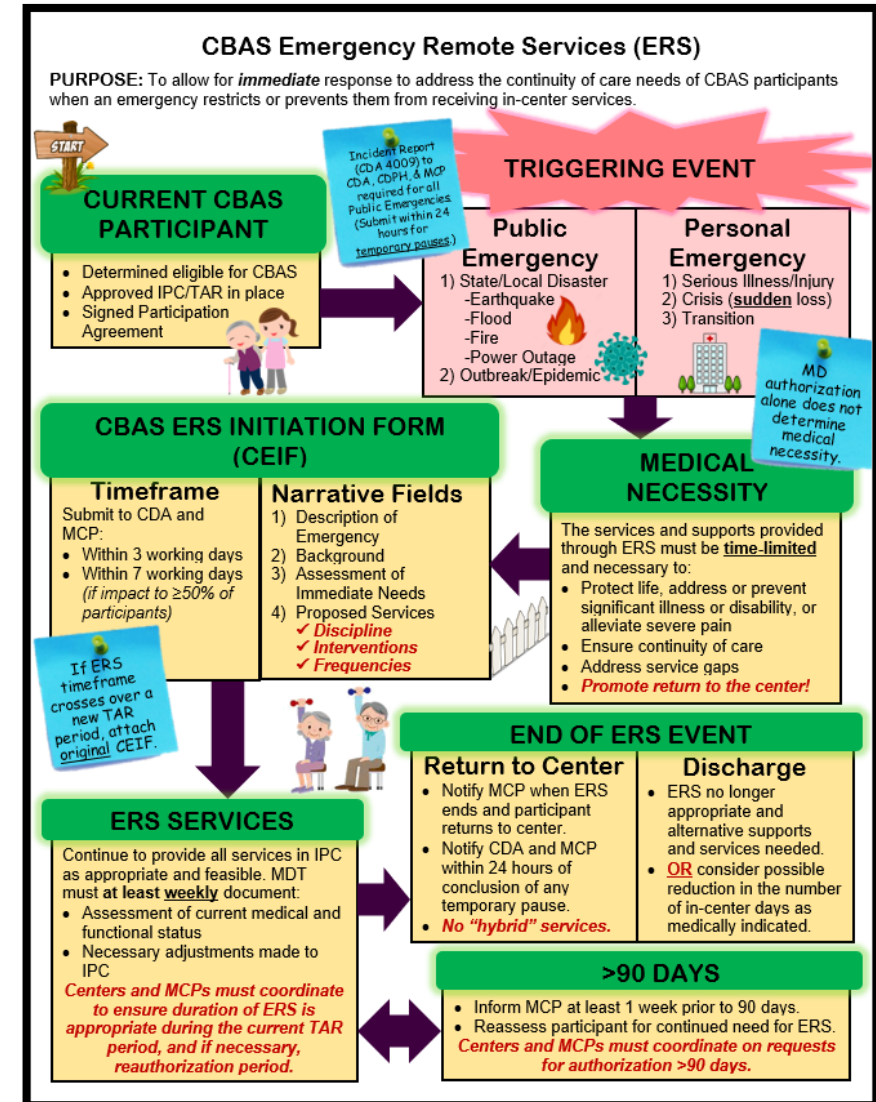 CBAS Emergency Remote Services (ERS)
PURPOSE: To allow for immediate response to address the continuity of care needs of CBAS participants
when an emergency restricts or prevents them from receiving in-center services.
START
CURRENT CBAS
PARTICIPANT
• Determined eligible for CBAS
• Approved IPC/TAR in place
• Signed Participation
Agreement
Incident Report
(CDA 4009) to
CDA, CDPH, & MCP
required for all
Public Emergencies.
(Submit within 24
hours for
temporary pauses.)
TRIGGERING EVENT
Public
Emergency
1) State/Local Disaster
-Earthquake
-Flood
-Fire
-Power Outage
2) Outbreak/Epidemic
Personal
Emergency
1) Serious Illness/Injury
2) Crisis (sudden loss)
3) Transition
MD
authorization
alone does not
determine
medical
necessity.
MEDICAL
NECESSITY
The services and supports provided
through ERS must be time-limited
and necessary to:
• Protect life, address or prevent
significant illness or disability, or
alleviate severe pain
• Ensure continuity of care
• Address service gaps
• Promote return to the center!
CBAS ERS INITIATION FORM
(CEIF)
Timeframe
Submit to CDA and
MCP:
• Within 3 working days
• Within 7 working days
(if impact to ≥50% of
participants)
Narrative Fields
1) Description of
Emergency
2) Background
3) Assessment of
Immediate Needs
4) Proposed Services
✓ Discipline
✓ Interventions
✓ Frequencies
If ERS
timeframe
crosses over a
new TAR
period, attach
original CEIF.
ERS SERVICES
Continue to provide all services in IPC
as appropriate and feasible. MDT
must at least weekly document:
• Assessment of current medical and
functional status
• Necessary adjustments made to
IPC
Centers and MCPs must coordinate
to ensure duration of ERS is
appropriate during the current TAR
period, and if necessary,
reauthorization period.
END OF ERS EVENT
Return to Center
• Notify MCP when ERS
ends and participant
returns to center.
• Notify CDA and MCP
within 24 hours of
conclusion of any
temporary pause.
• No “hybrid” services.
Discharge
• ERS no longer
appropriate and
alternative supports
and services needed.
• OR consider possible
reduction in the number
of in-center days as
medically indicated.
>90 DAYS
• Inform MCP at least 1 week prior to 90 days.
• Reassess participant for continued need for ERS.
Centers and MCPs must coordinate on requests
for authorization >90 days.